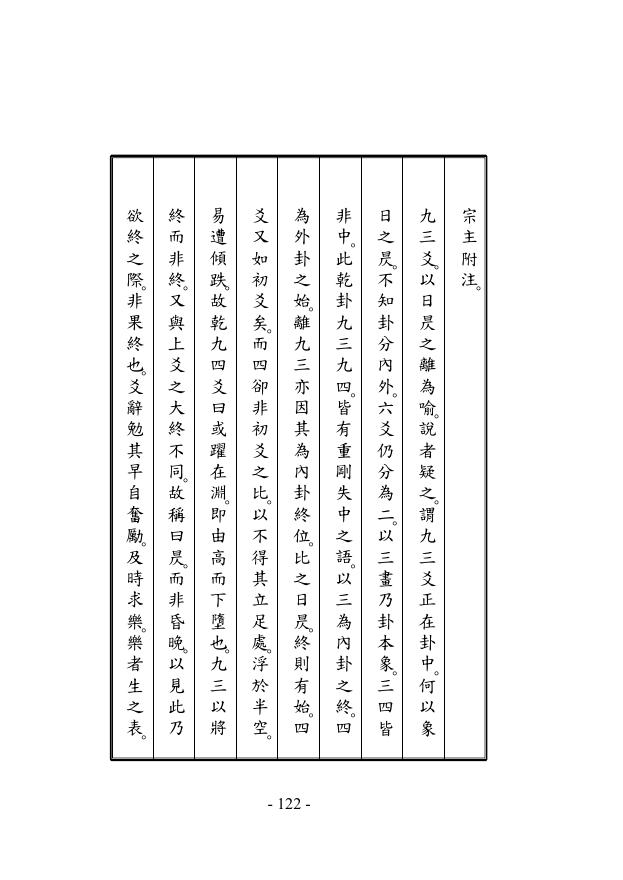 宗主附注。
九三爻。以日昃之離為喻。說者疑之。謂九三爻正在卦中。何以象
日之昃。不知卦分內外。六爻仍分為二。以三畫乃卦本象。三四皆
非中。此乾卦九三九四。皆有重剛失中之語。以三為內卦之終。四
為外卦之始。離九三亦因其為內卦終位。比之日昃。終則有始。四
爻又如初爻矣。而四卻非初爻之比。以不得其立足處。浮於半空。
易遭傾跌。故乾九四爻曰或躍在淵。即由高而下墮也。九三以將
終而非終。又與上爻之大終不同。故稱曰昃。而非昏晚。以見此乃
欲終之際。非果終也。爻辭勉其早自奮勵。及時求樂。樂者生之表。
- 122 -